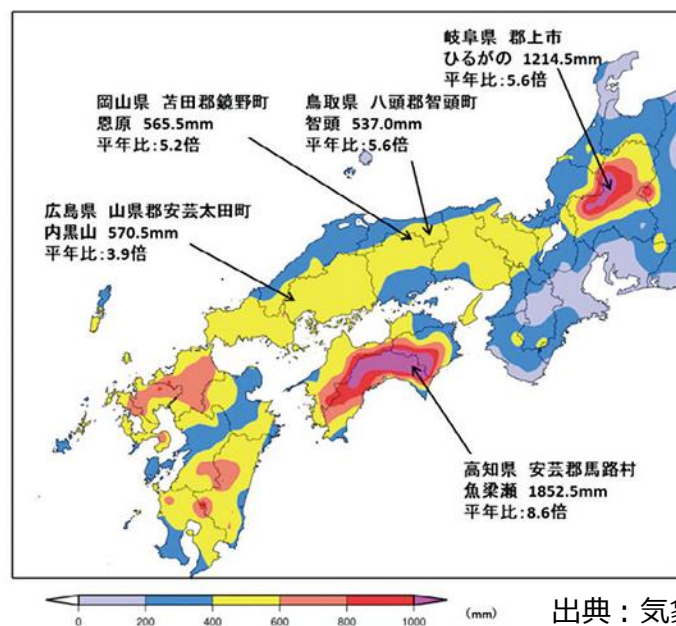 岐阜県 郡上市
ひるがの 1214.5mm
平年比:5.6倍
岡山県 苫田郡鏡野町
恩原 565.5mm
平年比:5.2倍
鳥取県 八頭郡智頭町
智頭 537.0mm
平年比:5.6倍
広島県 山県郡安芸太田町
内黒山 570.5mm
平年比:3.9倍
高知県 安芸郡馬路村
魚梁瀬 1852.5mm
平年比:8.6倍
0 200 400 600 800 1000 (mm)
出典:気象